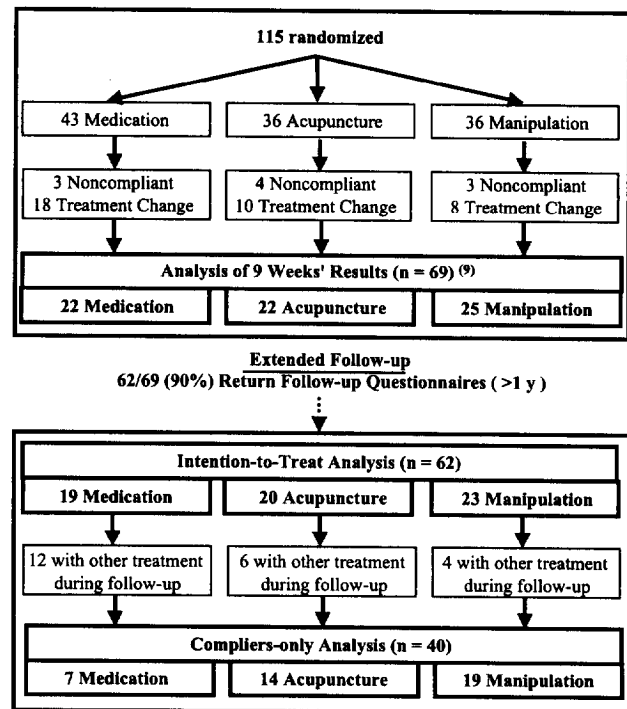 115 randomized
43 Medication
36 Acupuncture
36 Manipulation
3 Noncompliant
18 Treatment Change
4 Noncompliant
10 Treatment Change
3 Noncompliant
8 Treatment Change
Analysis of 9 Weeks' Results (n = 69) (9)
22 Medication
22 Acupuncture
25 Manipulation
Extended Follow-up
62/69 (90%) Return Follow-up Questionnaires ( >1 y )
Intention-to-Treat Analysis (n = 62)
19 Medication
20 Acupuncture
23 Manipulation
12 with other treatment
during follow-up
6 with other treatment
during follow-up
4 with other treatment
during follow-up
Compliers-only Analysis (n = 40)
7 Medication
14 Acupuncture
19 Manipulation